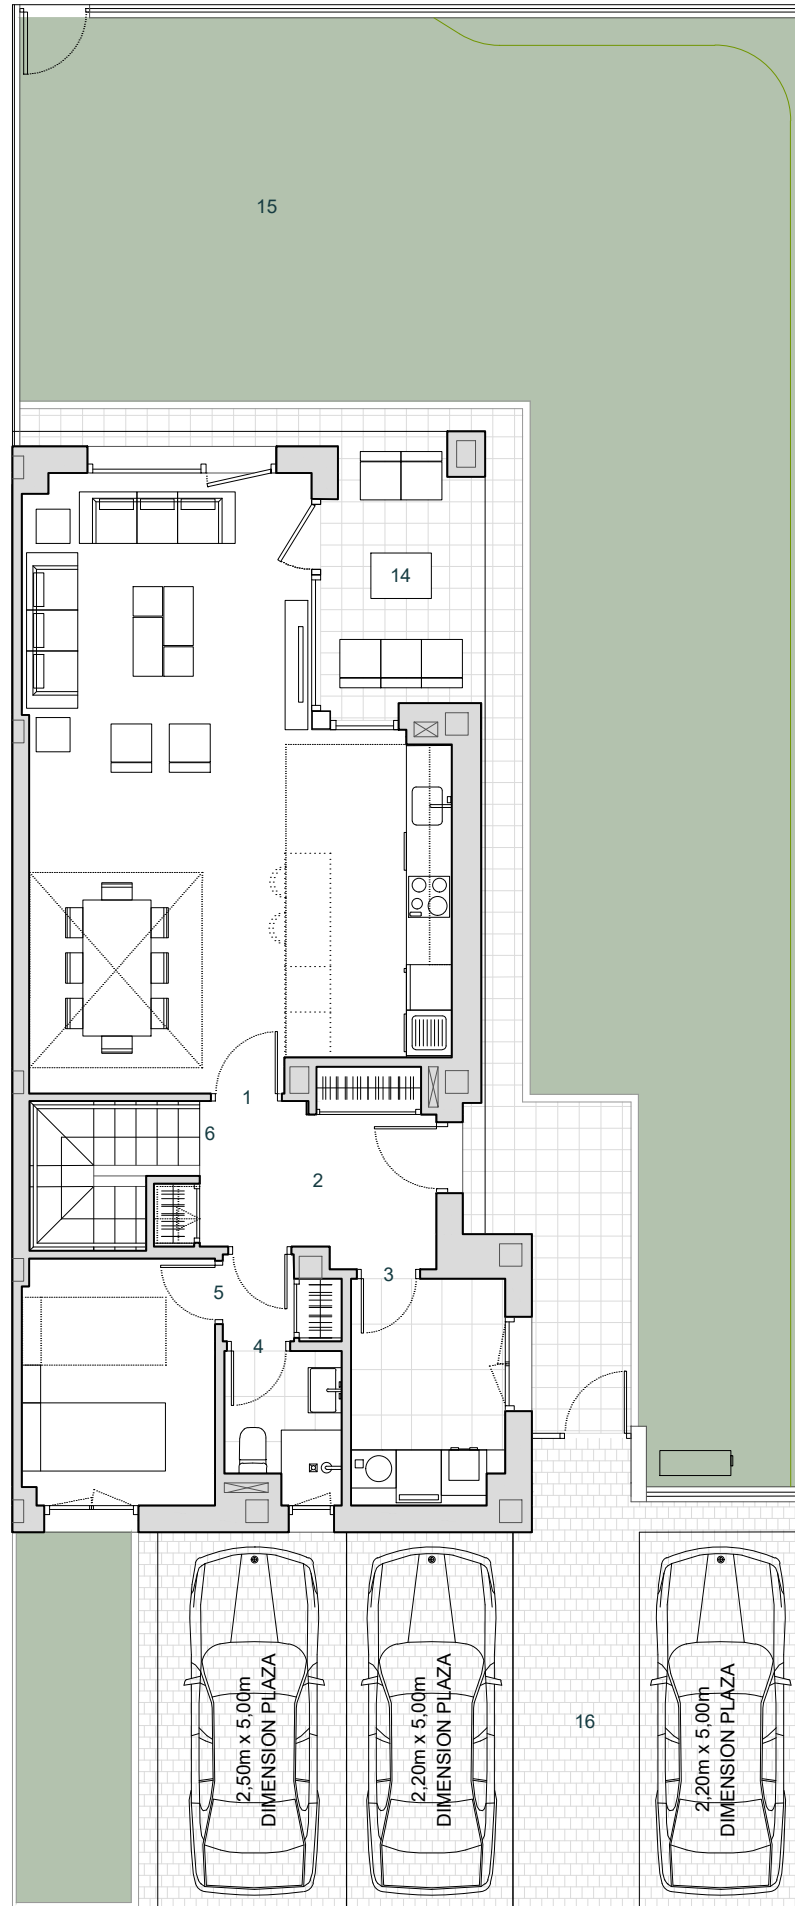 15
14
1
6
2
3
5
4
2,50m x 5,00m
DIMENSION PLAZA
2,20m x 5,00m
DIMENSION PLAZA
16
2,20m x 5,00m
DIMENSION PLAZA